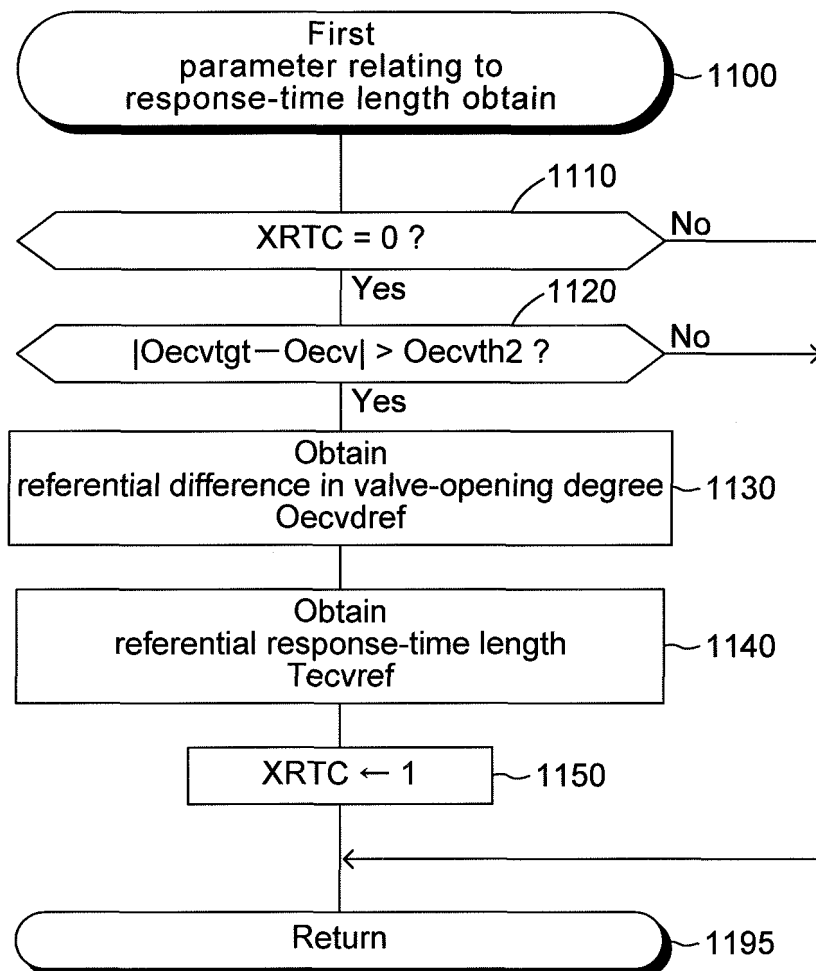 First
parameter relating to
response-time length obtain
1100
1110
XRTC = 0 ?
No
Yes
1120
|Oecvtgt－Oecv| > Oecvth2 ?
No
Yes
Obtain
referential difference in valve-opening degree
Oecvdref
1130
Obtain
referential response-time length
Tecvref
1140
XRTC ← 1
1150
Return
1195